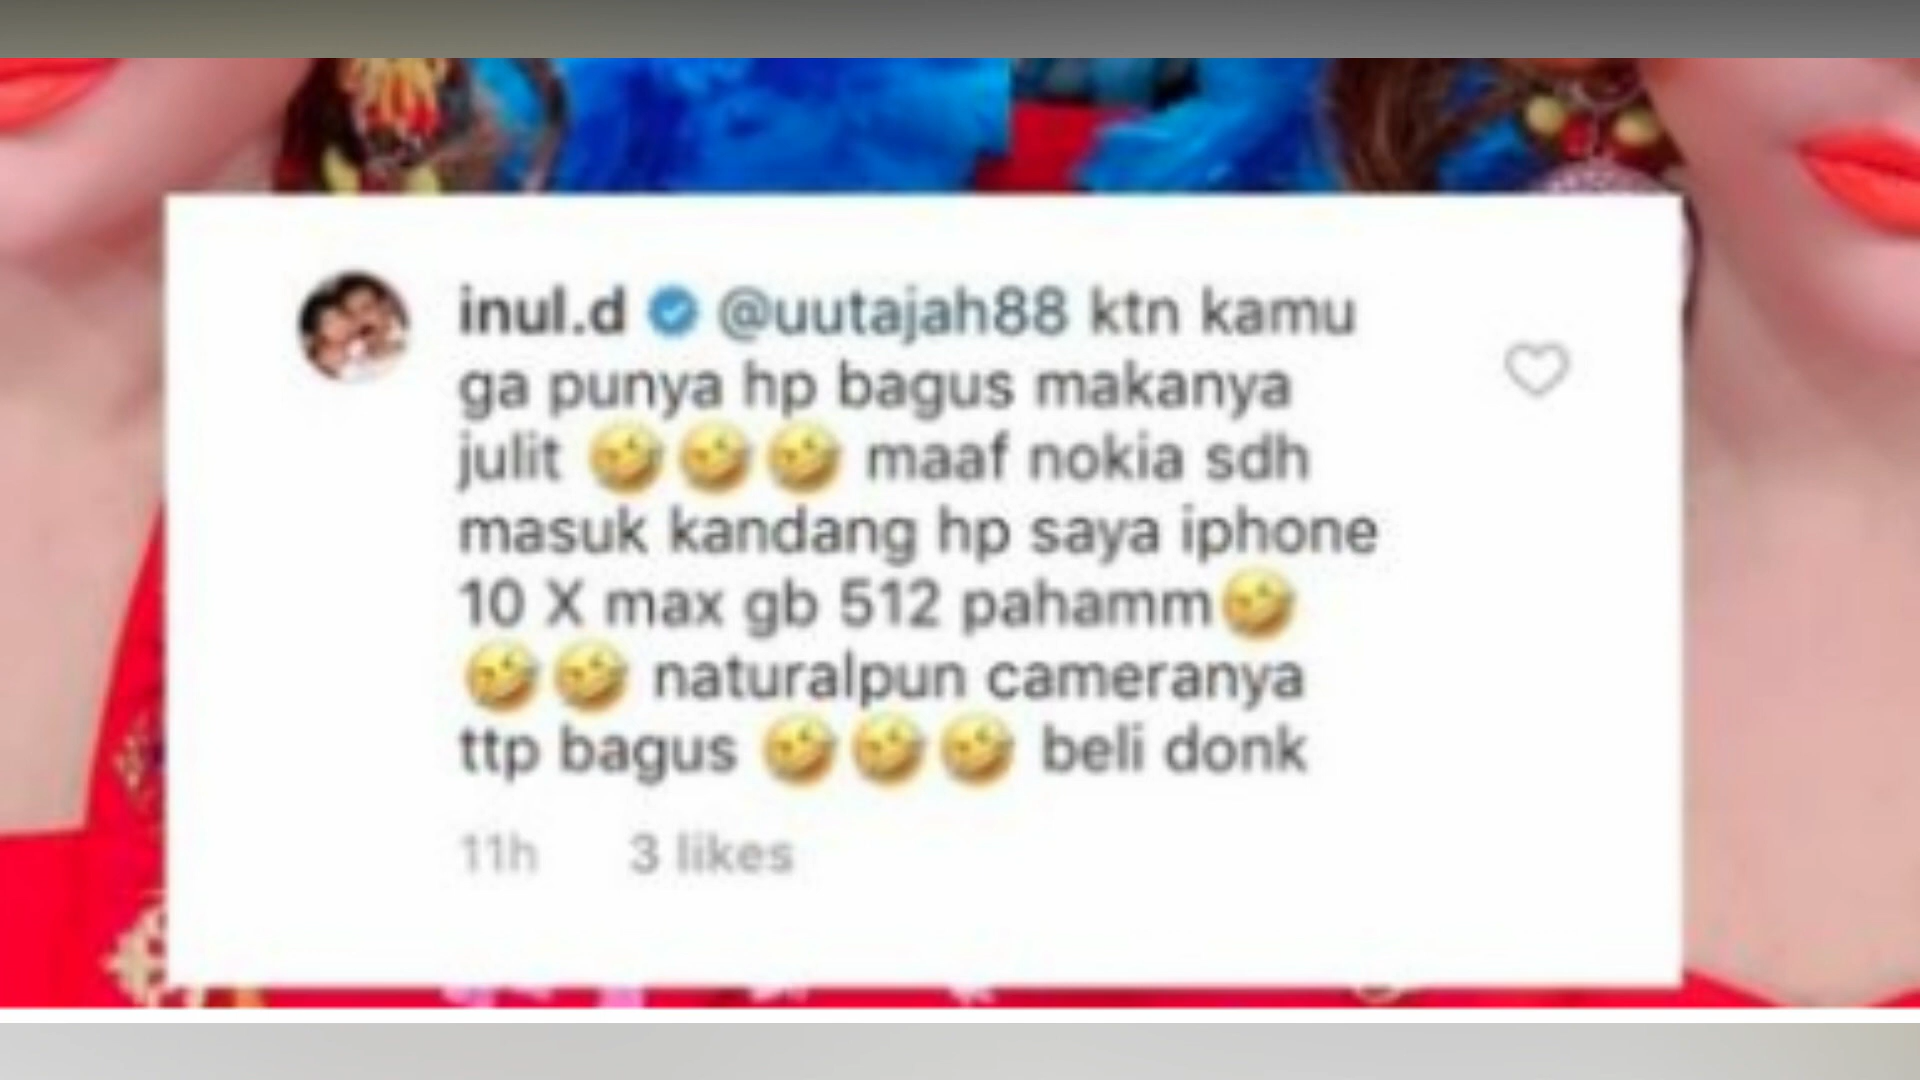 inul.d @uutajah88 ktn kamu
ga punya hp bagus makanya
julit 🤣🤣🤣 maaf nokia sdh
masuk kandang hp saya iphone
10 X max gb 512 pahamm🤣
🤣🤣 naturalpun cameranya
ttp bagus 🤣🤣🤣 beli donk
11h 3 likes